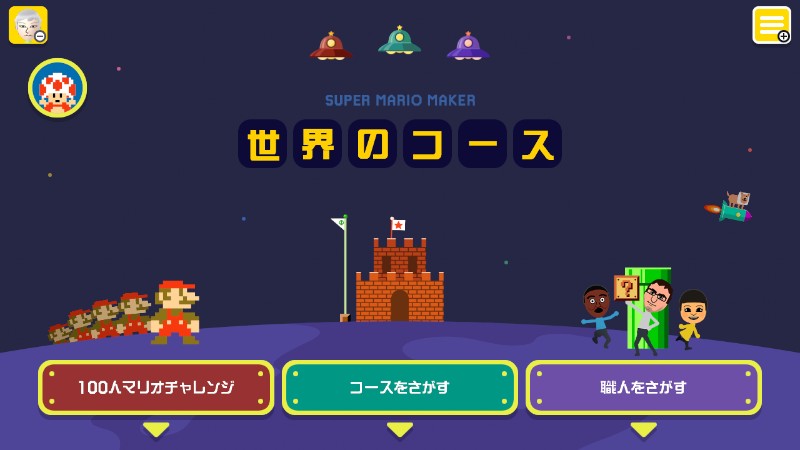 SUPER MARIO MAKER
世界のコース
?
100人マリオチャレンジ
コースをさがす
職人をさがす